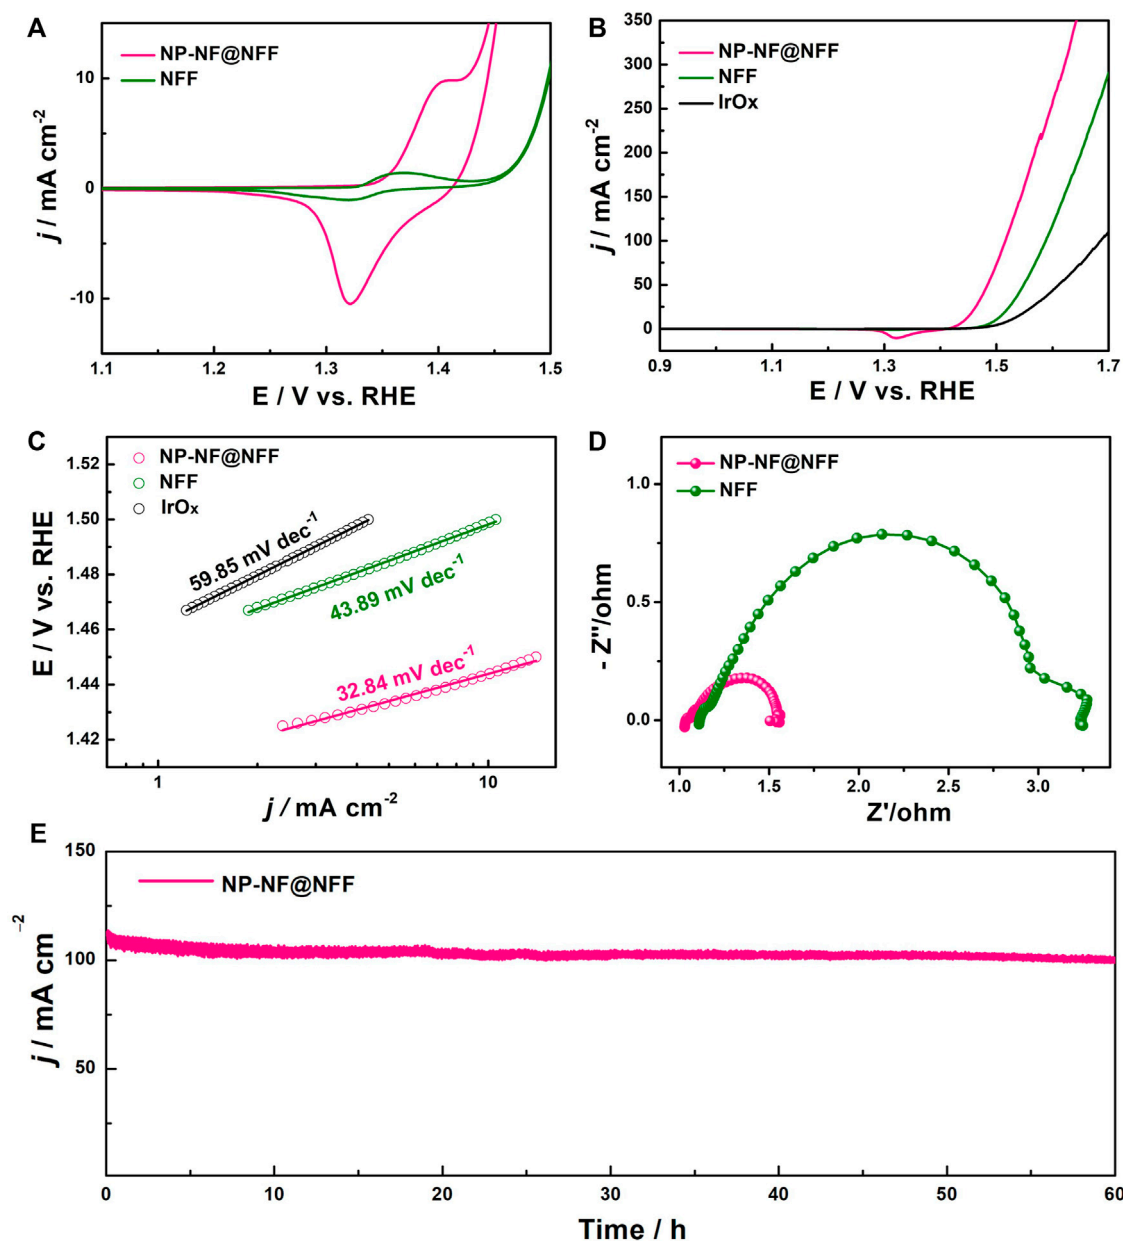 A
NP-NF@NFF
NFF
10
0
-10
j / mA cm-2
1.1
1.2
1.3
1.4
1.5
E / V vs. RHE
B
NP-NF@NFF
NFF
IrOx
350
300
250
200
150
100
50
0
j / mA cm-2
0.9
1.1
1.3
1.5
1.7
E / V vs. RHE
C
NP-NF@NFF
NFF
IrOx
59.85 mV dec-1
43.89 mV dec-1
32.84 mV dec-1
1.52
1.50
1.48
1.46
1.44
1.42
E / V vs. RHE
1
10
j / mA cm-2
D
NP-NF@NFF
NFF
1.0
0.5
0.0
- Z''/ohm
1.0
1.5
2.0
2.5
3.0
Z'/ohm
E
NP-NF@NFF
150
100
50
j / mA cm-2
0
10
20
30
40
50
60
Time / h